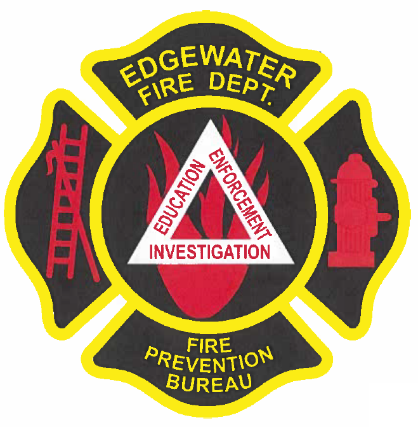 EDGEWATER
FIRE DEPT.
EDUCATION
ENFORCEMENT
INVESTIGATION
FIRE
PREVENTION
BUREAU